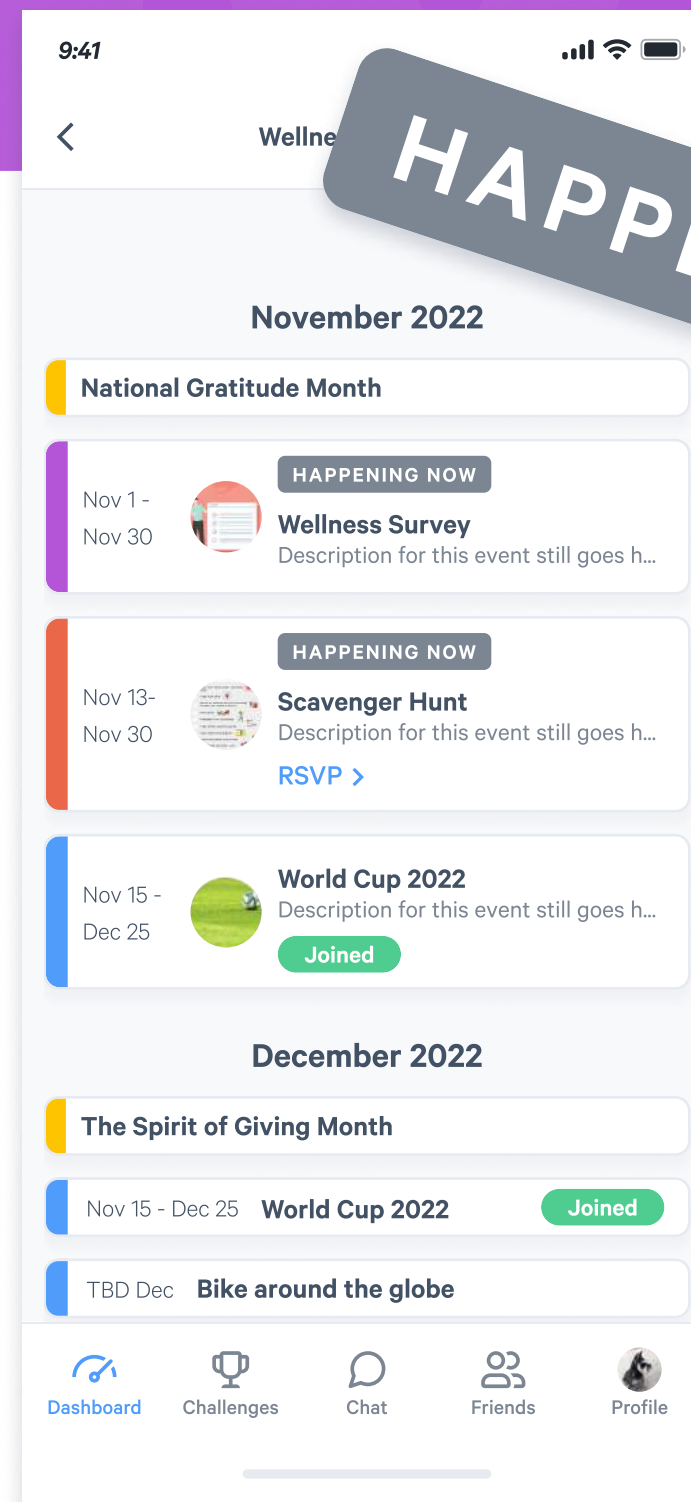 9:41
Wellne
HAPP
November 2022
National Gratitude Month
Nov 1 -
Nov 30
HAPPENING NOW
Wellness Survey
Description for this event still goes h...
Nov 13-
Nov 30
HAPPENING NOW
Scavenger Hunt
Description for this event still goes h...
RSVP >
Nov 15 -
Dec 25
World Cup 2022
Description for this event still goes h...
Joined
December 2022
The Spirit of Giving Month
Nov 15 - Dec 25 World Cup 2022 Joined
TBD Dec Bike around the globe
Dashboard Challenges Chat Friends Profile